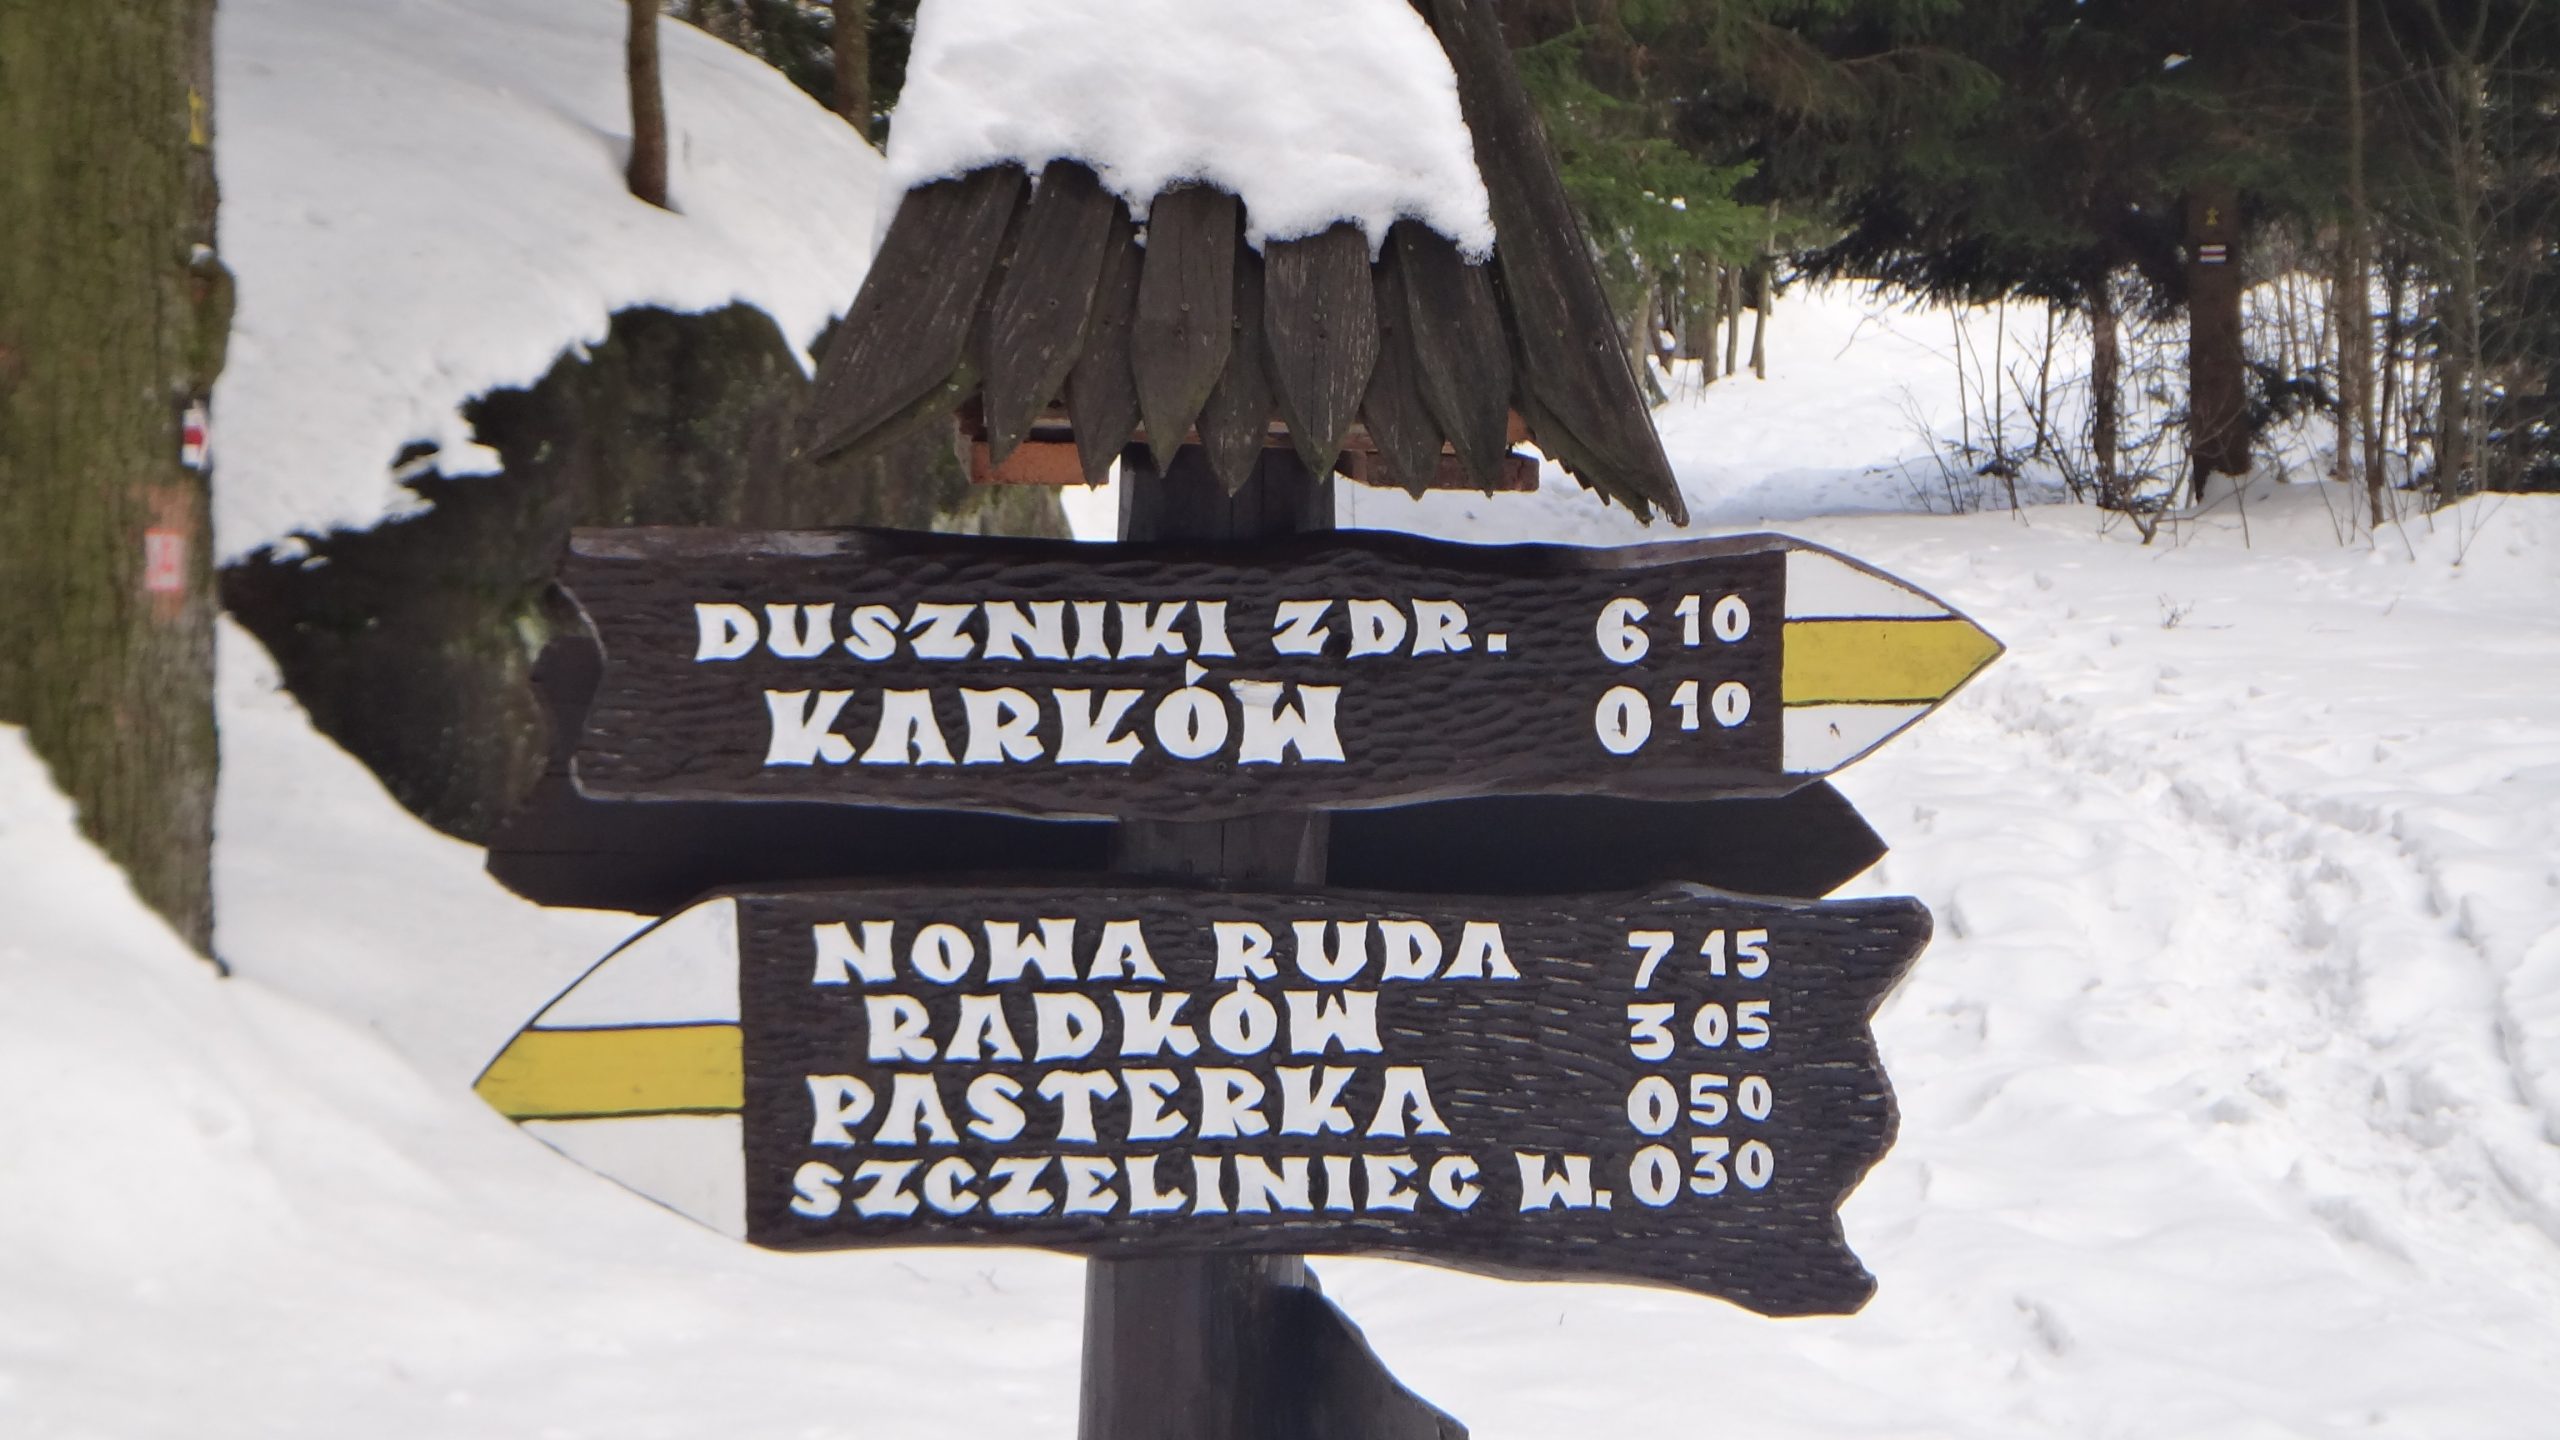 DUSZNIKI ZDR. 6 10
KARŁÓW 0 10
NOWA RUDA 7 15
RADKÓW 3 05
PASTERKA 0 50
SZCZELINIEC W. 0 30